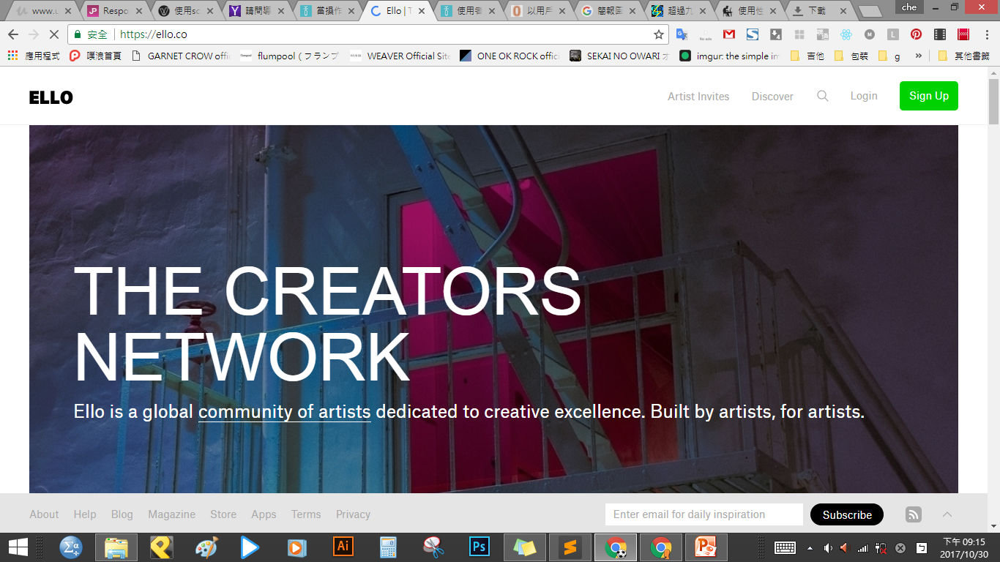 www.u
Respo
使用sc
請問變
當操作
Ello | T
使用者
以用戶
簡報圖
超過九
使用性
下載
che
安全 https://ello.co
應用程式 噗浪首頁 GARNET CROW offi flumpool ( フランプ WEAVER Official Site ONE OK ROCK offici SEKAI NO OWARI オ imgur: the simple im 吉他 包裝 g » 其他書籤
ELLO Artist Invites Discover Login Sign Up
THE CREATORS
NETWORK
Ello is a global community of artists dedicated to creative excellence. Built by artists, for artists.
About Help Blog Magazine Store Apps Terms Privacy Enter email for daily inspiration Subscribe
Ai Ps
下午 09:15
2017/10/30